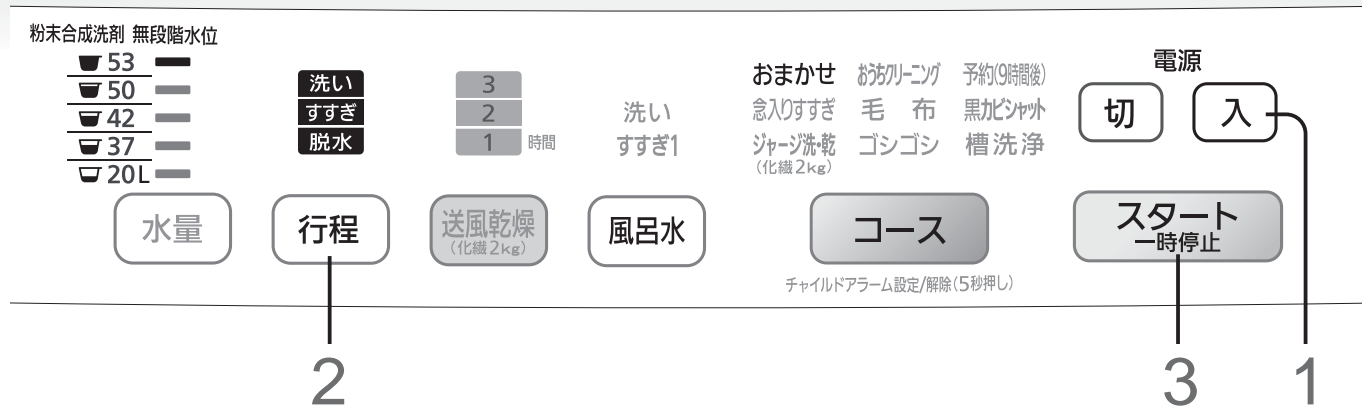 粉末合成洗剤 無段階水位
53
50
42
37
20L
洗い
すすぎ
脱水
3
2
1 時間
洗い
すすぎ1
おまかせ おうちクリーニング 予約(9時間後)
念入りすすぎ 毛 布 黒カビシャット
ジャージ洗・乾 ゴシゴシ 槽洗浄
(化繊2kg)
電源
切 入
水量
行程
送風乾燥
(化繊2kg)
風呂水
コース
チャイルドアラーム設定/解除(5秒押し)
スタート
一時停止
2
3
1